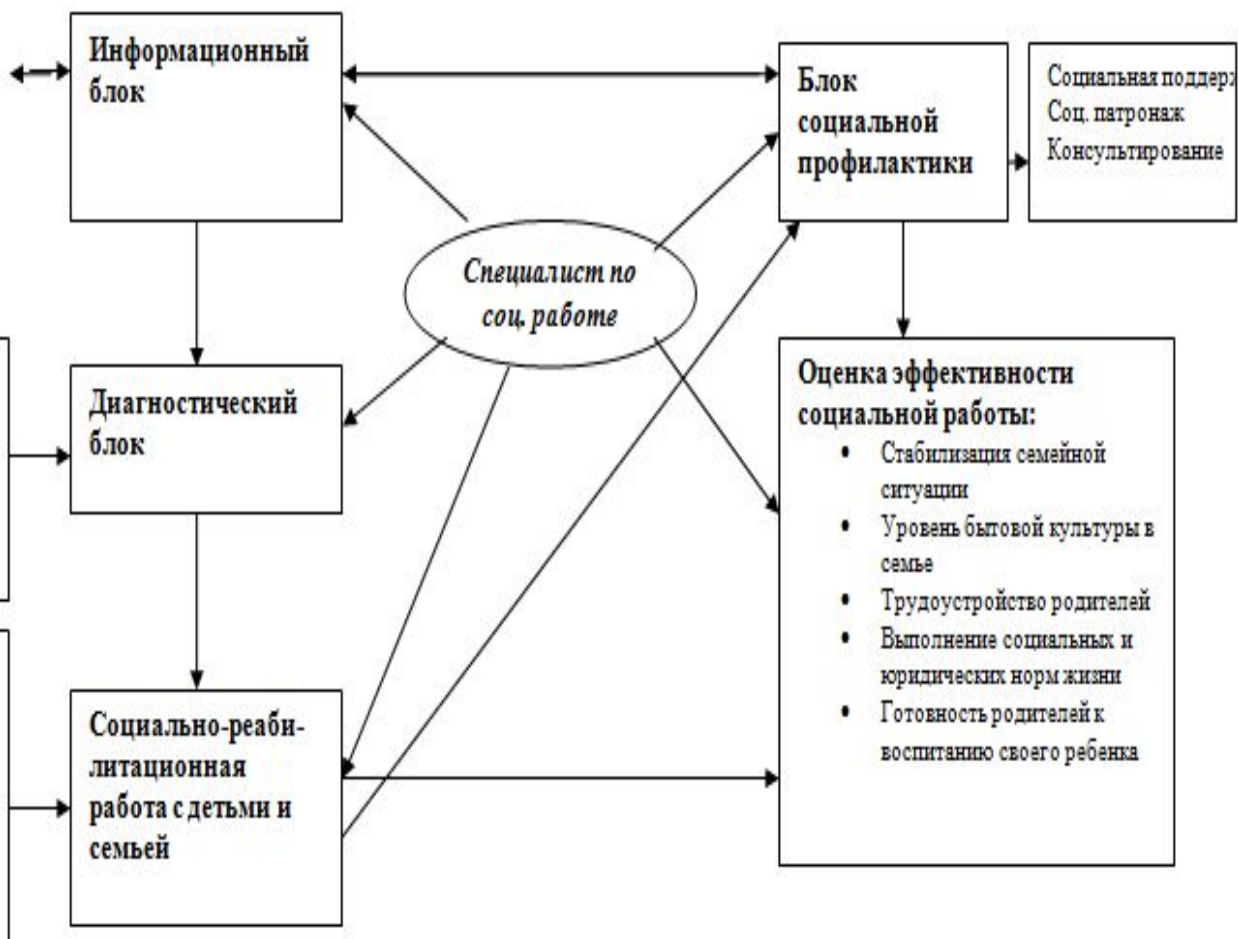 Информационный
блок
Блок
социальной
профилактики
Социальная
Соц. патронаж
Консультирование
Специалист по
соц. работе
Диагностический
блок
Оценка эффективности
социальной работы:
• Стабилизация семейной
ситуации
• Уровень бытовой культуры в
семье
• Трудоустройство родителей
• Выполнение социальных и
юридических норм жизни
• Готовность родителей к
воспитанию своего ребенка
Социально-реаби-
литационная
работа с детьми и
семьей